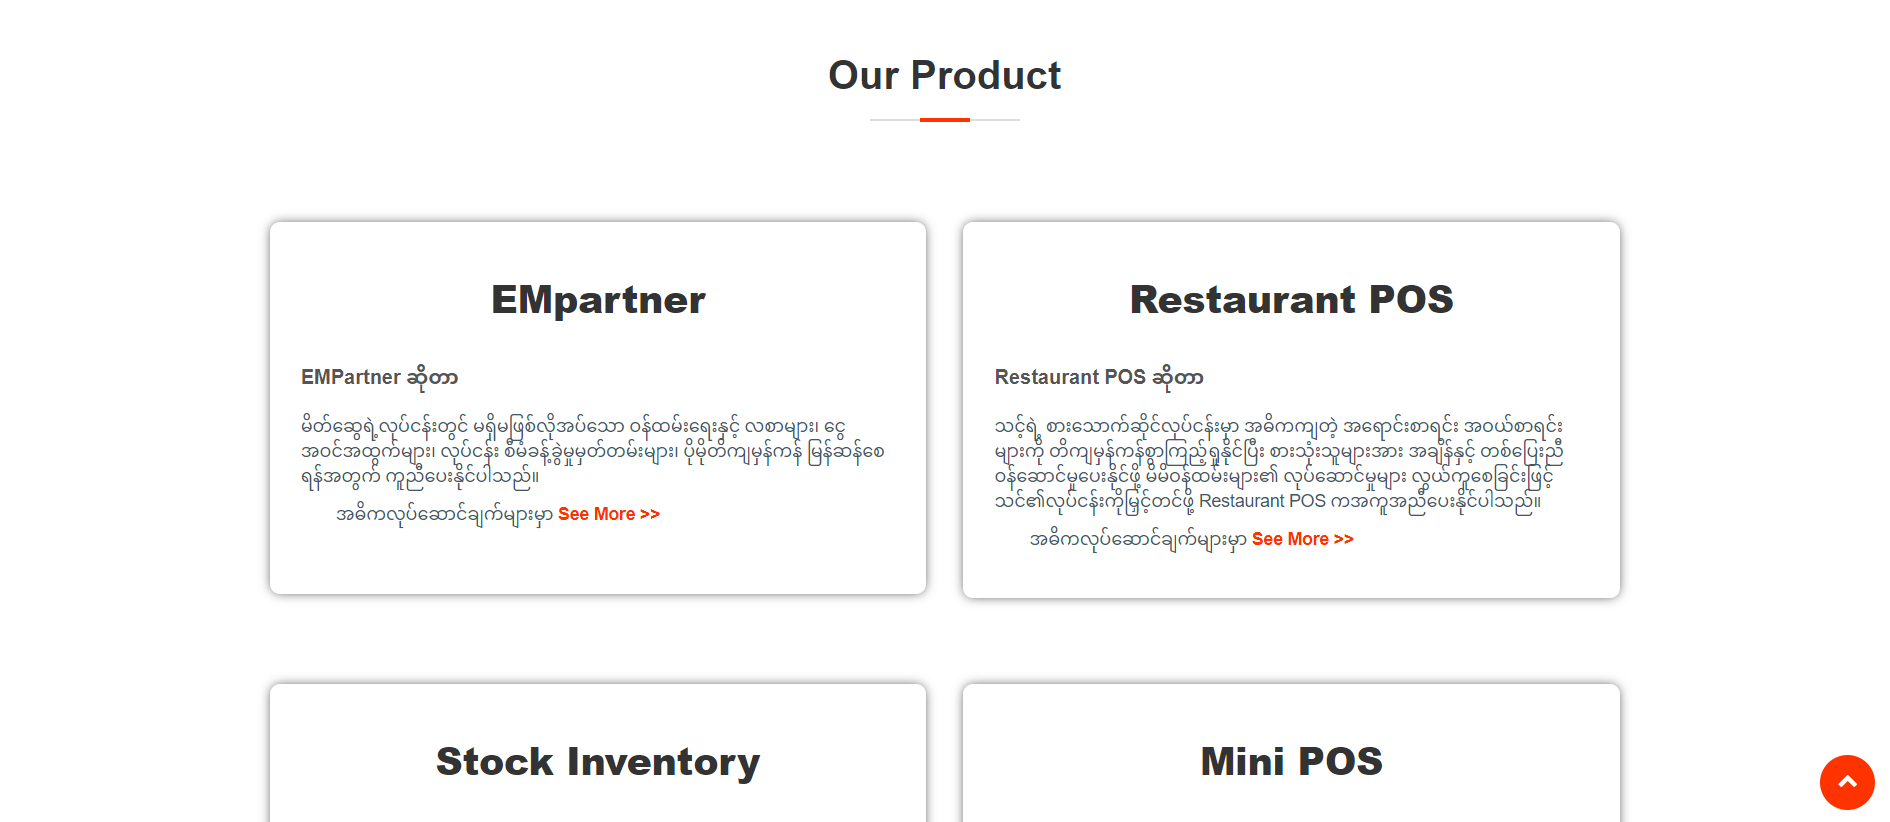 Our Product
EMpartner
EMPartner ဆိုတာ
မိတ်ဆွေရဲ့လုပ်ငန်းတွင် မရှိမဖြစ်လိုအပ်သော ဝန်ထမ်းရေးနှင့် လစာများ၊ ငွေ
အဝင်အထွက်များ၊ လုပ်ငန်း စီမံခန့်ခွဲမှုမှတ်တမ်းများ၊ ပိုမိုတိကျမှန်ကန် မြန်ဆန်စေ
ရန်အတွက် ကူညီပေးနိုင်ပါသည်။
အဓိကလုပ်ဆောင်ချက်များမှာ See More >>
Restaurant POS
Restaurant POS ဆိုတာ
သင့်ရဲ့ စားသောက်ဆိုင်လုပ်ငန်းမှာ အဓိကကျတဲ့ အရောင်းစာရင်း အဝယ်စာရင်း
များကို တိကျမှန်ကန်စွာကြည့်ရှုနိုင်ပြီး စားသုံးသူများအား အချိန်နှင့် တစ်ပြေးညီ
ဝန်ဆောင်မှုပေးနိုင်ဖို့ မိမိဝန်ထမ်းများ၏ လုပ်ဆောင်မှုများ လွယ်ကူစေခြင်းဖြင့်
သင်၏လုပ်ငန်းကိုမြှင့်တင်ဖို့ Restaurant POS ကအကူအညီပေးနိုင်ပါသည်။
အဓိကလုပ်ဆောင်ချက်များမှာ See More >>
Stock Inventory
Mini POS